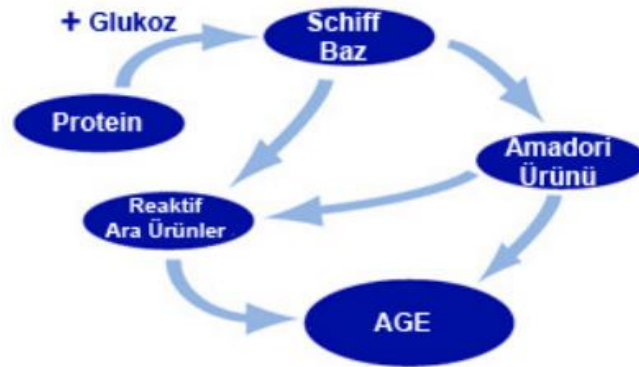 + Glukoz
Schiff
Baz
Protein
Amadori
Ürünü
Reaktif
Ara Ürünler
AGE